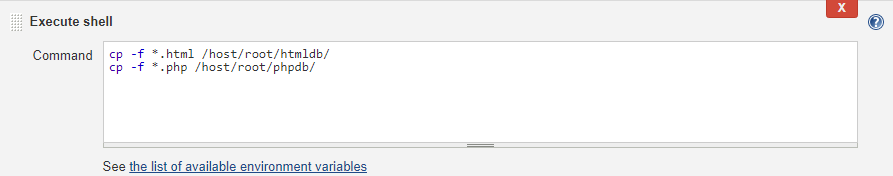 X
Execute shell
?
Command
cp -f *.html /host/root/htmldb/
cp -f *.php /host/root/phpdb/
See the list of available environment variables